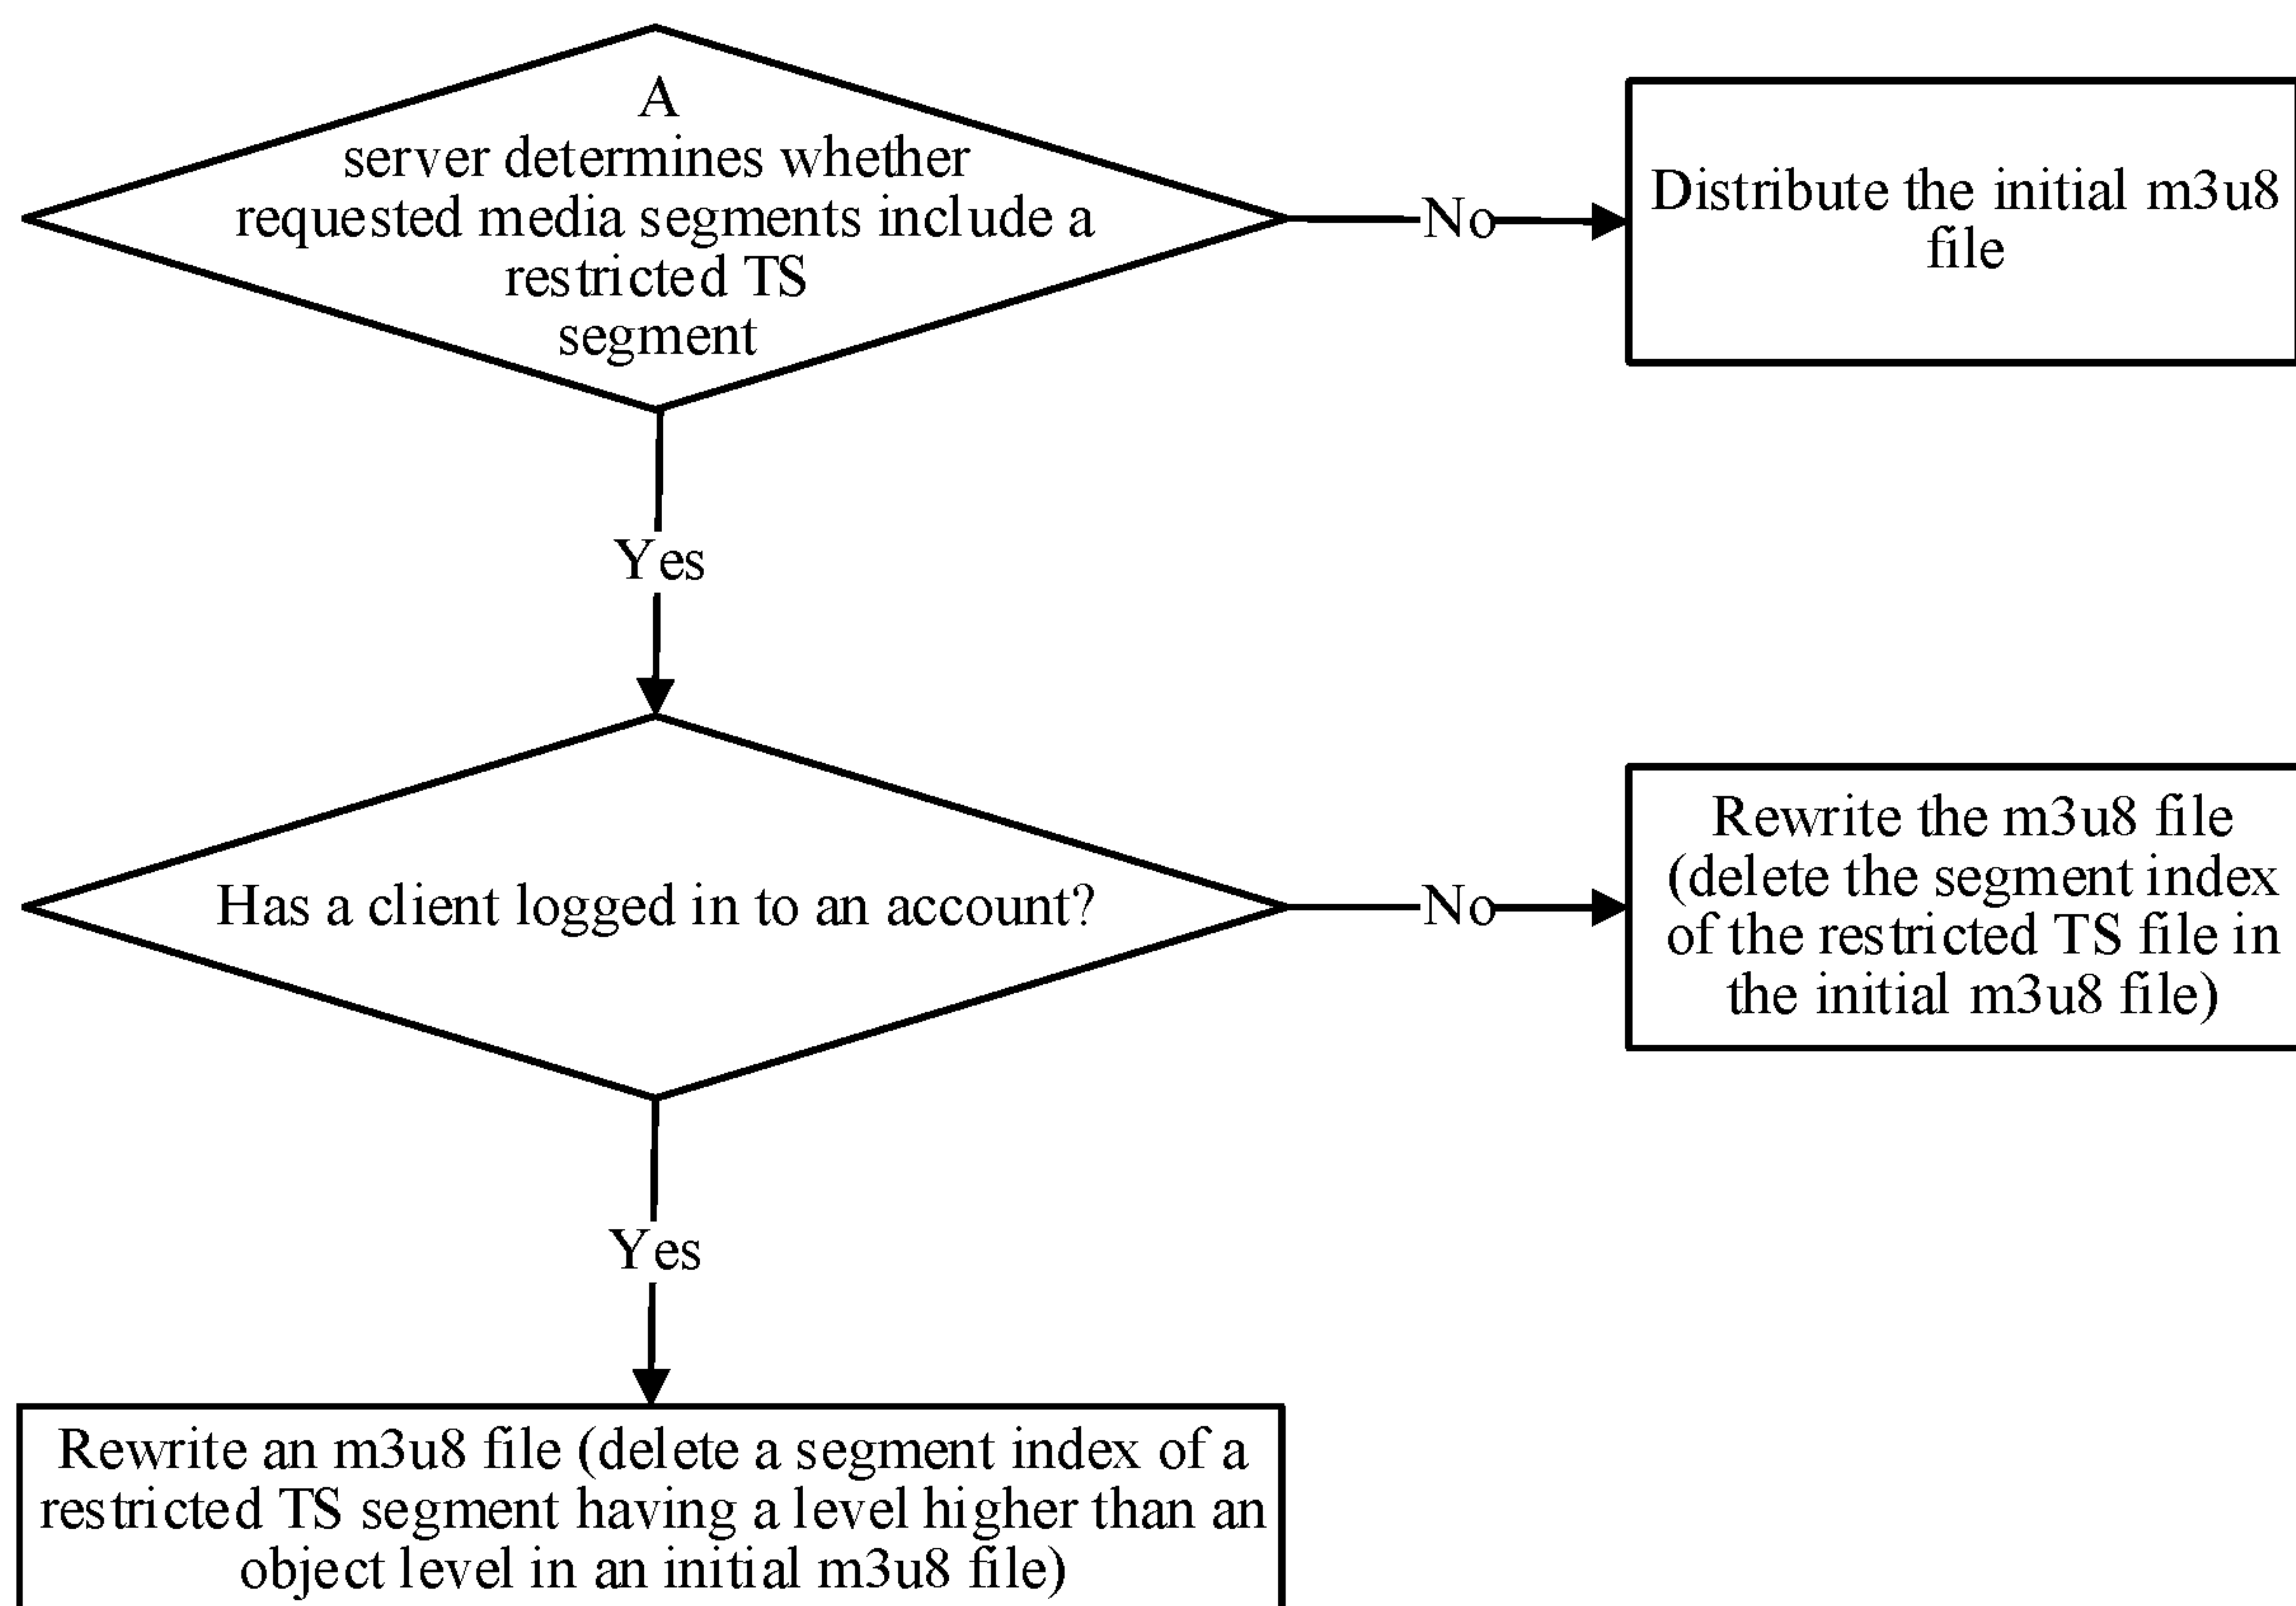 A
server determines whether
requested media segments include a
restricted TS
segment
No
Distribute the initial m3u8
file
Yes
Has a client logged in to an account?
No
Rewrite the m3u8 file
(delete the segment index
of the restricted TS file in
the initial m3u8 file)
Yes
Rewrite an m3u8 file (delete a segment index of a
restricted TS segment having a level higher than an
object level in an initial m3u8 file)